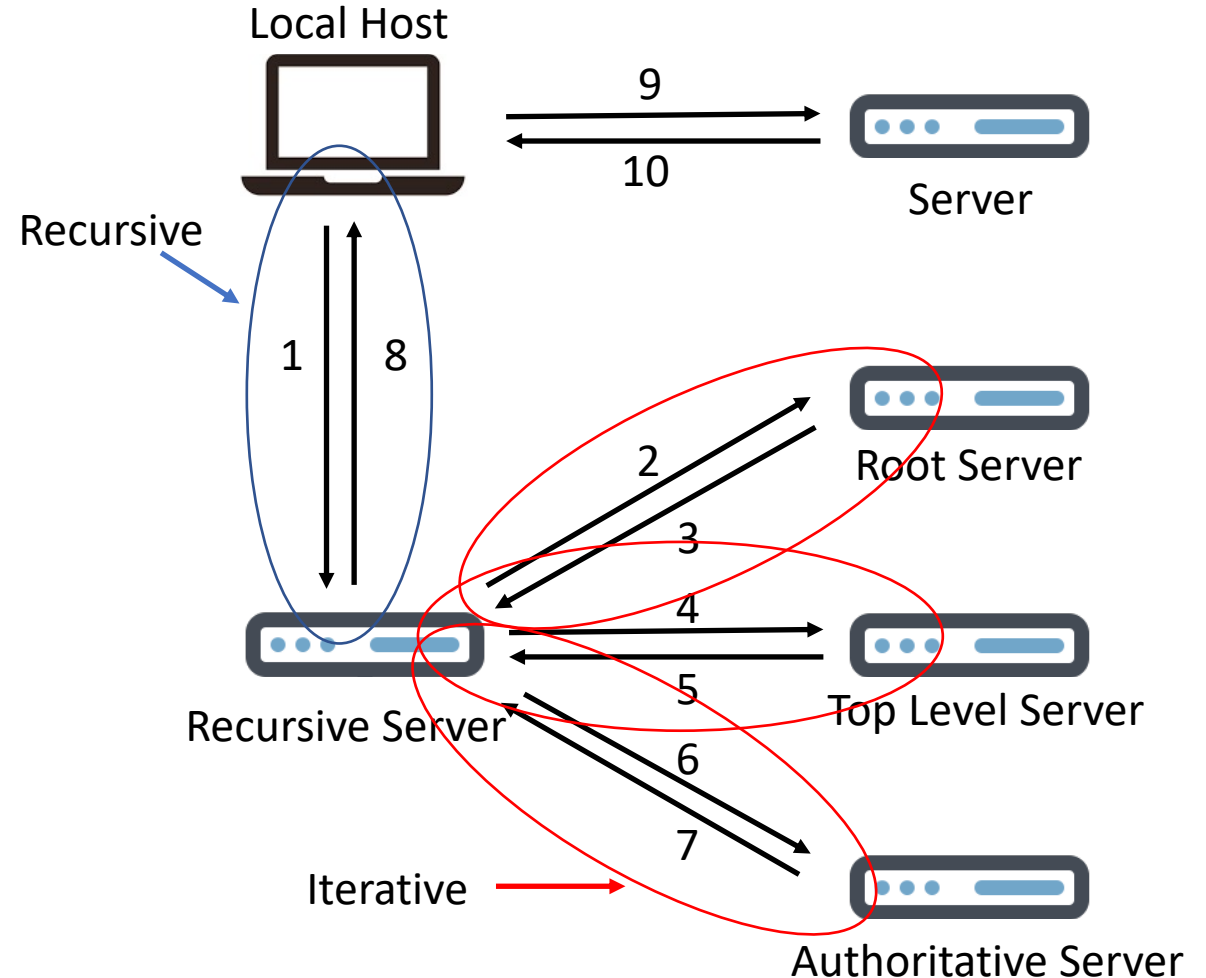 Local Host
9
10
Server
Recursive
1
8
2
Root Server
3
4
5
Top Level Server
Recursive Server
6
7
Iterative
Authoritative Server